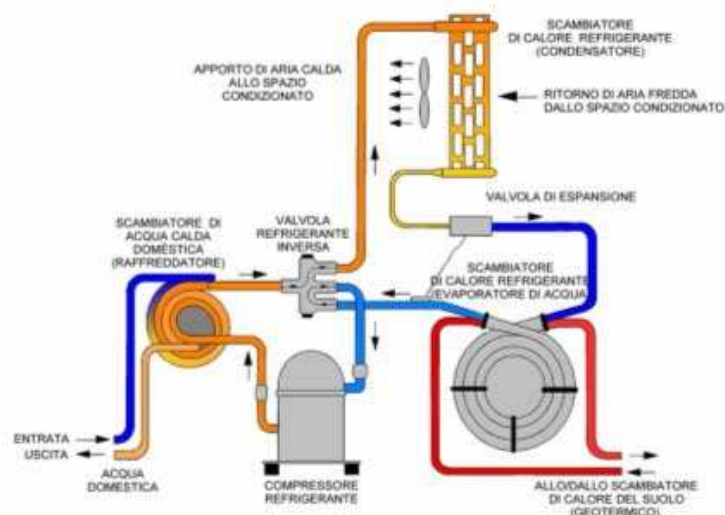 SCAMBIATORE
DI CALORE REFRIGERANTE
(CONDENSATORE)
APPORTO DI ARIA CALDA
ALLO SPAZIO
CONDIZIONATO
RITORNO DI ARIA FREDDA
DALLO SPAZIO CONDIZIONATO
VALVOLA DI ESPANSIONE
SCAMBIATORE DI
ACQUA CALDA
DOMÈSTICA
(RAFFREDDATORE)
VALVOLA
REFRIGERANTE
INVERSA
SCAMBIATORE
DI CALORE REFRIGERANTE
/EVAPORATORE DI ACQUA
ENTRATA
USCITA
ACQUA
DOMESTICA
COMPRESSORE
REFRIGERANTE
ALLO/DALLO SCAMBIATORE
DI CALORE DEL SUOLO
(GEOTERMICO)